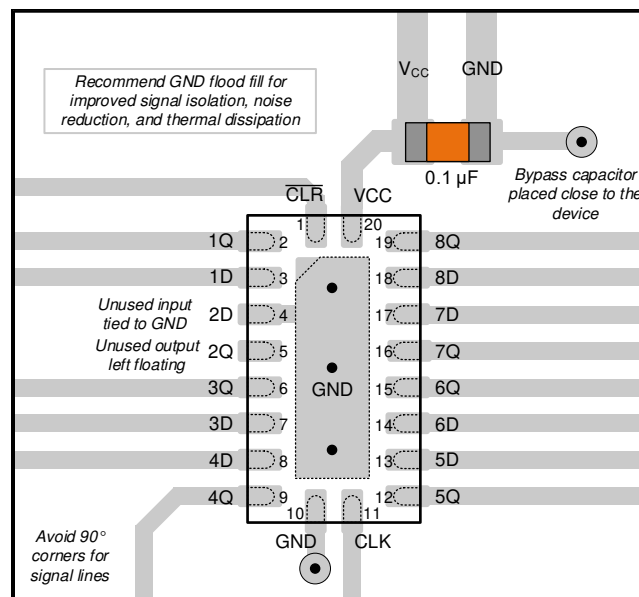 Recommend GND flood fill for
improved signal isolation, noise
reduction, and thermal dissipation
VCC GND
0.1 µF
Bypass capacitor
placed close to the
device
CLR VCC
1 20
1Q 2 19 8Q
1D 3 18 8D
Unused input
tied to GND
2D 4 17 7D
Unused output
left floating
2Q 5 16 7Q
3Q 6 GND 15 6Q
3D 7 14 6D
4D 8 13 5D
4Q 9 12 5Q
10 11
GND CLK
Avoid 90°
corners for
signal lines